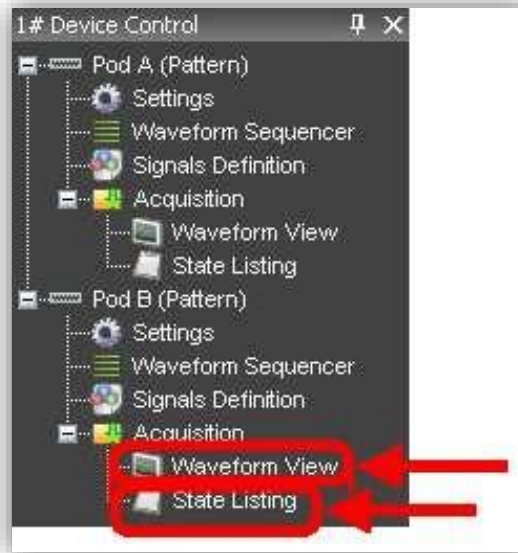 1# Device Control
Pod A (Pattern)
Settings
Waveform Sequencer
Signals Definition
Acquisition
Waveform View
State Listing
Pod B (Pattern)
Settings
Waveform Sequencer
Signals Definition
Acquisition
Waveform View
State Listing